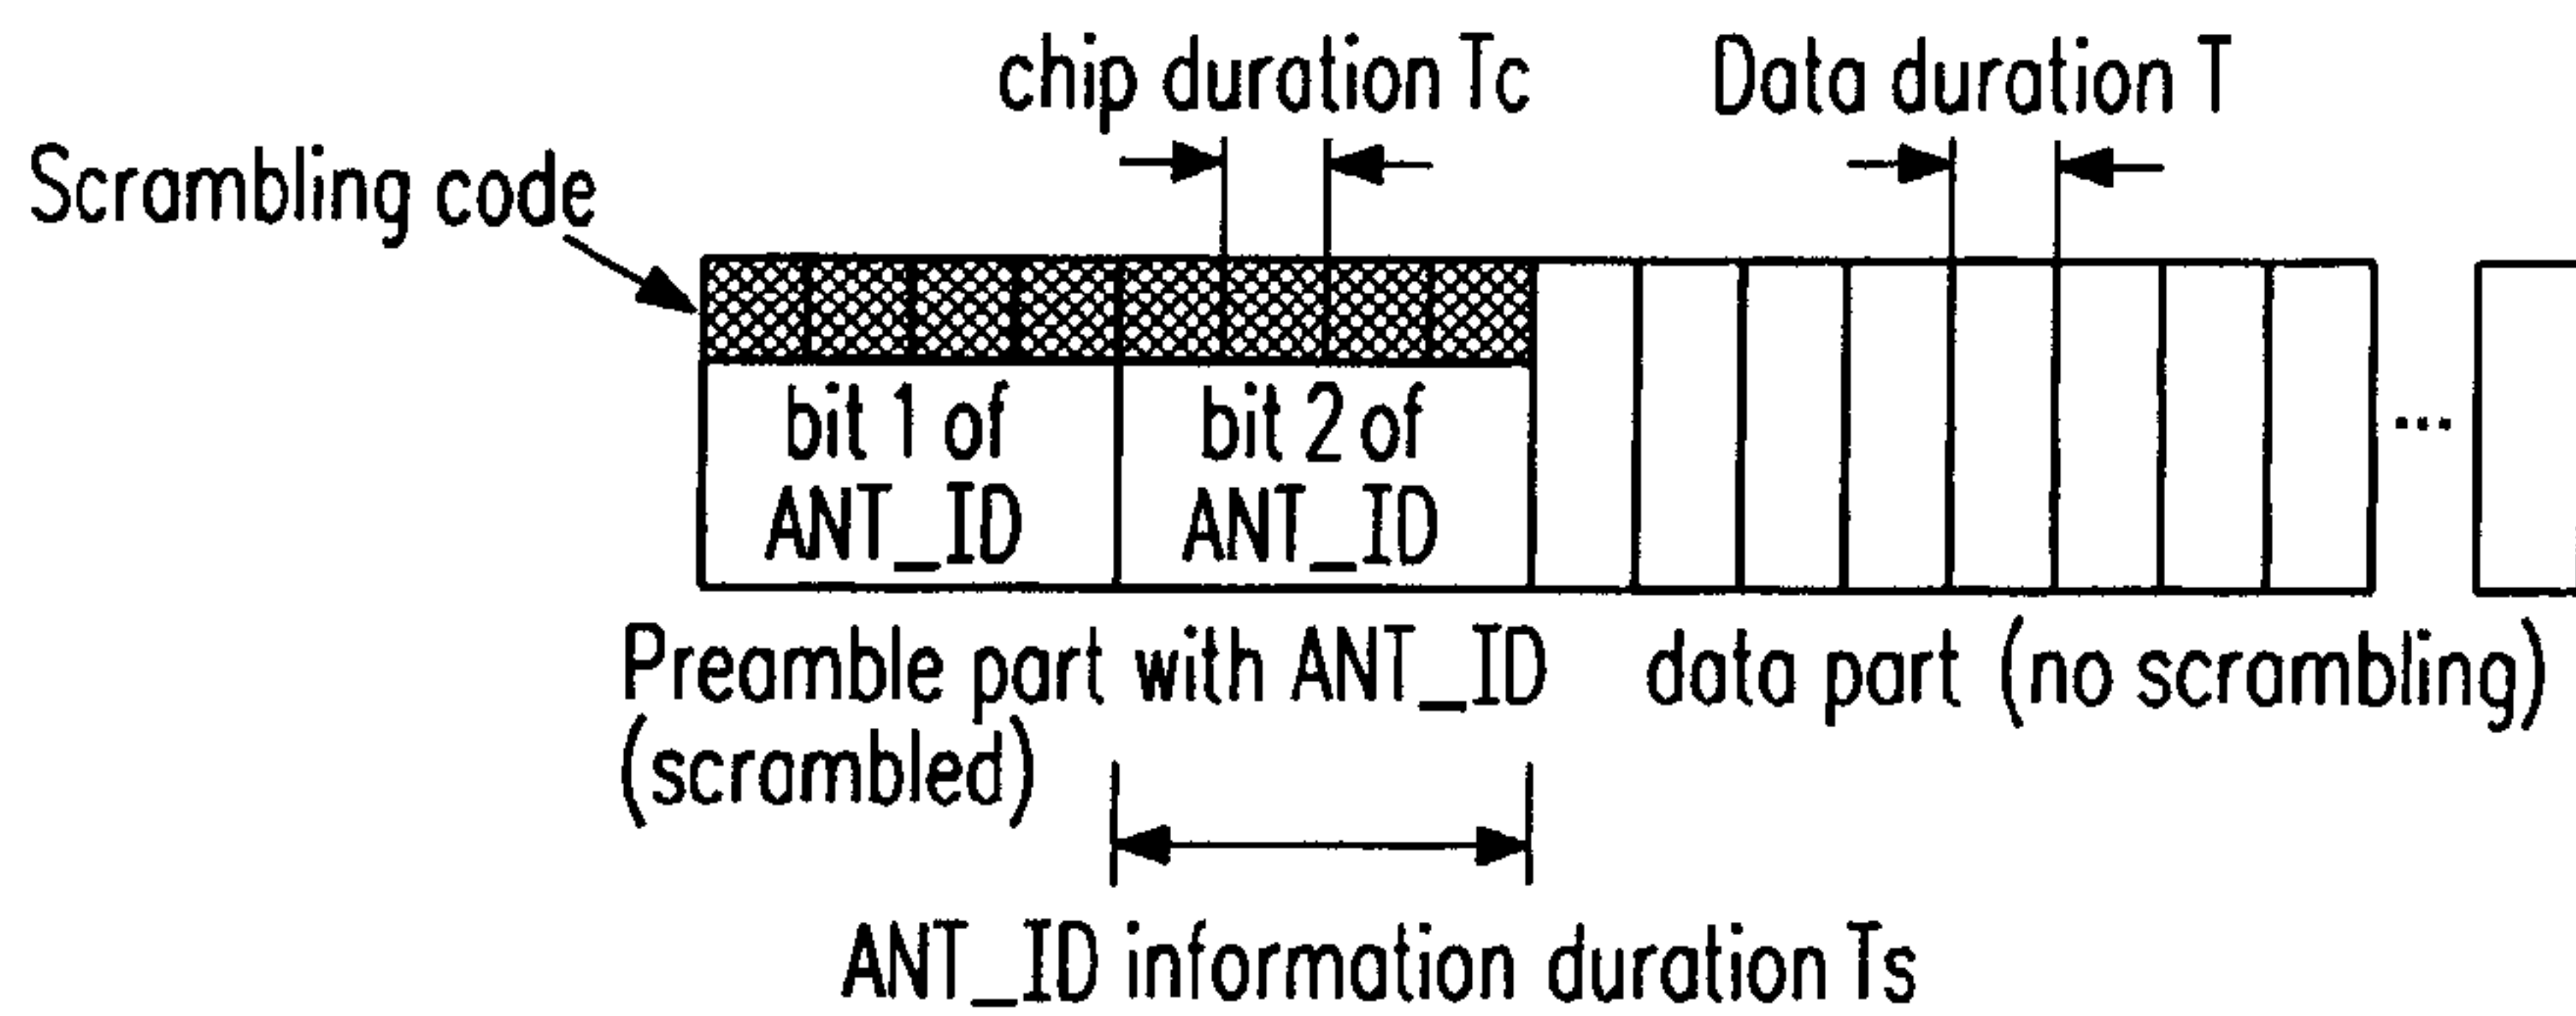 chip duration Tc
Data duration T
Scrambling code
bit 1 of
ANT_ID
bit 2 of
ANT_ID
...
Preamble part with ANT_ID
(scrambled)
data part (no scrambling)
ANT_ID information duration Ts